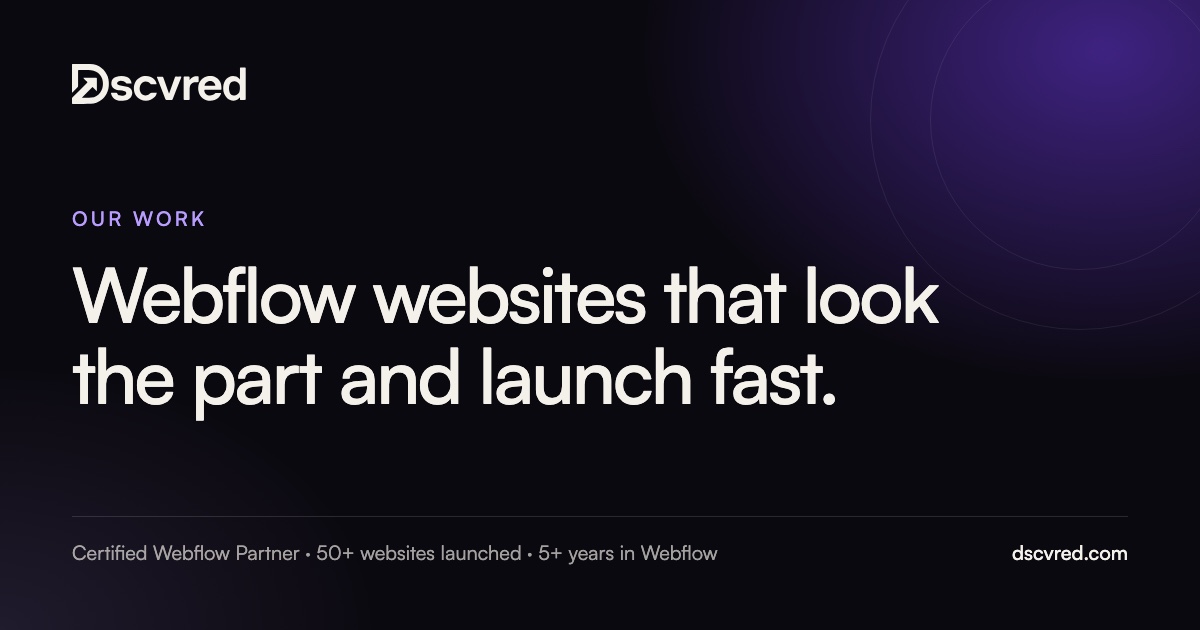 Dscvred
OUR WORK
Webflow websites that look
the part and launch fast.
Certified Webflow Partner · 50+ websites launched · 5+ years in Webflow
dscvred.com